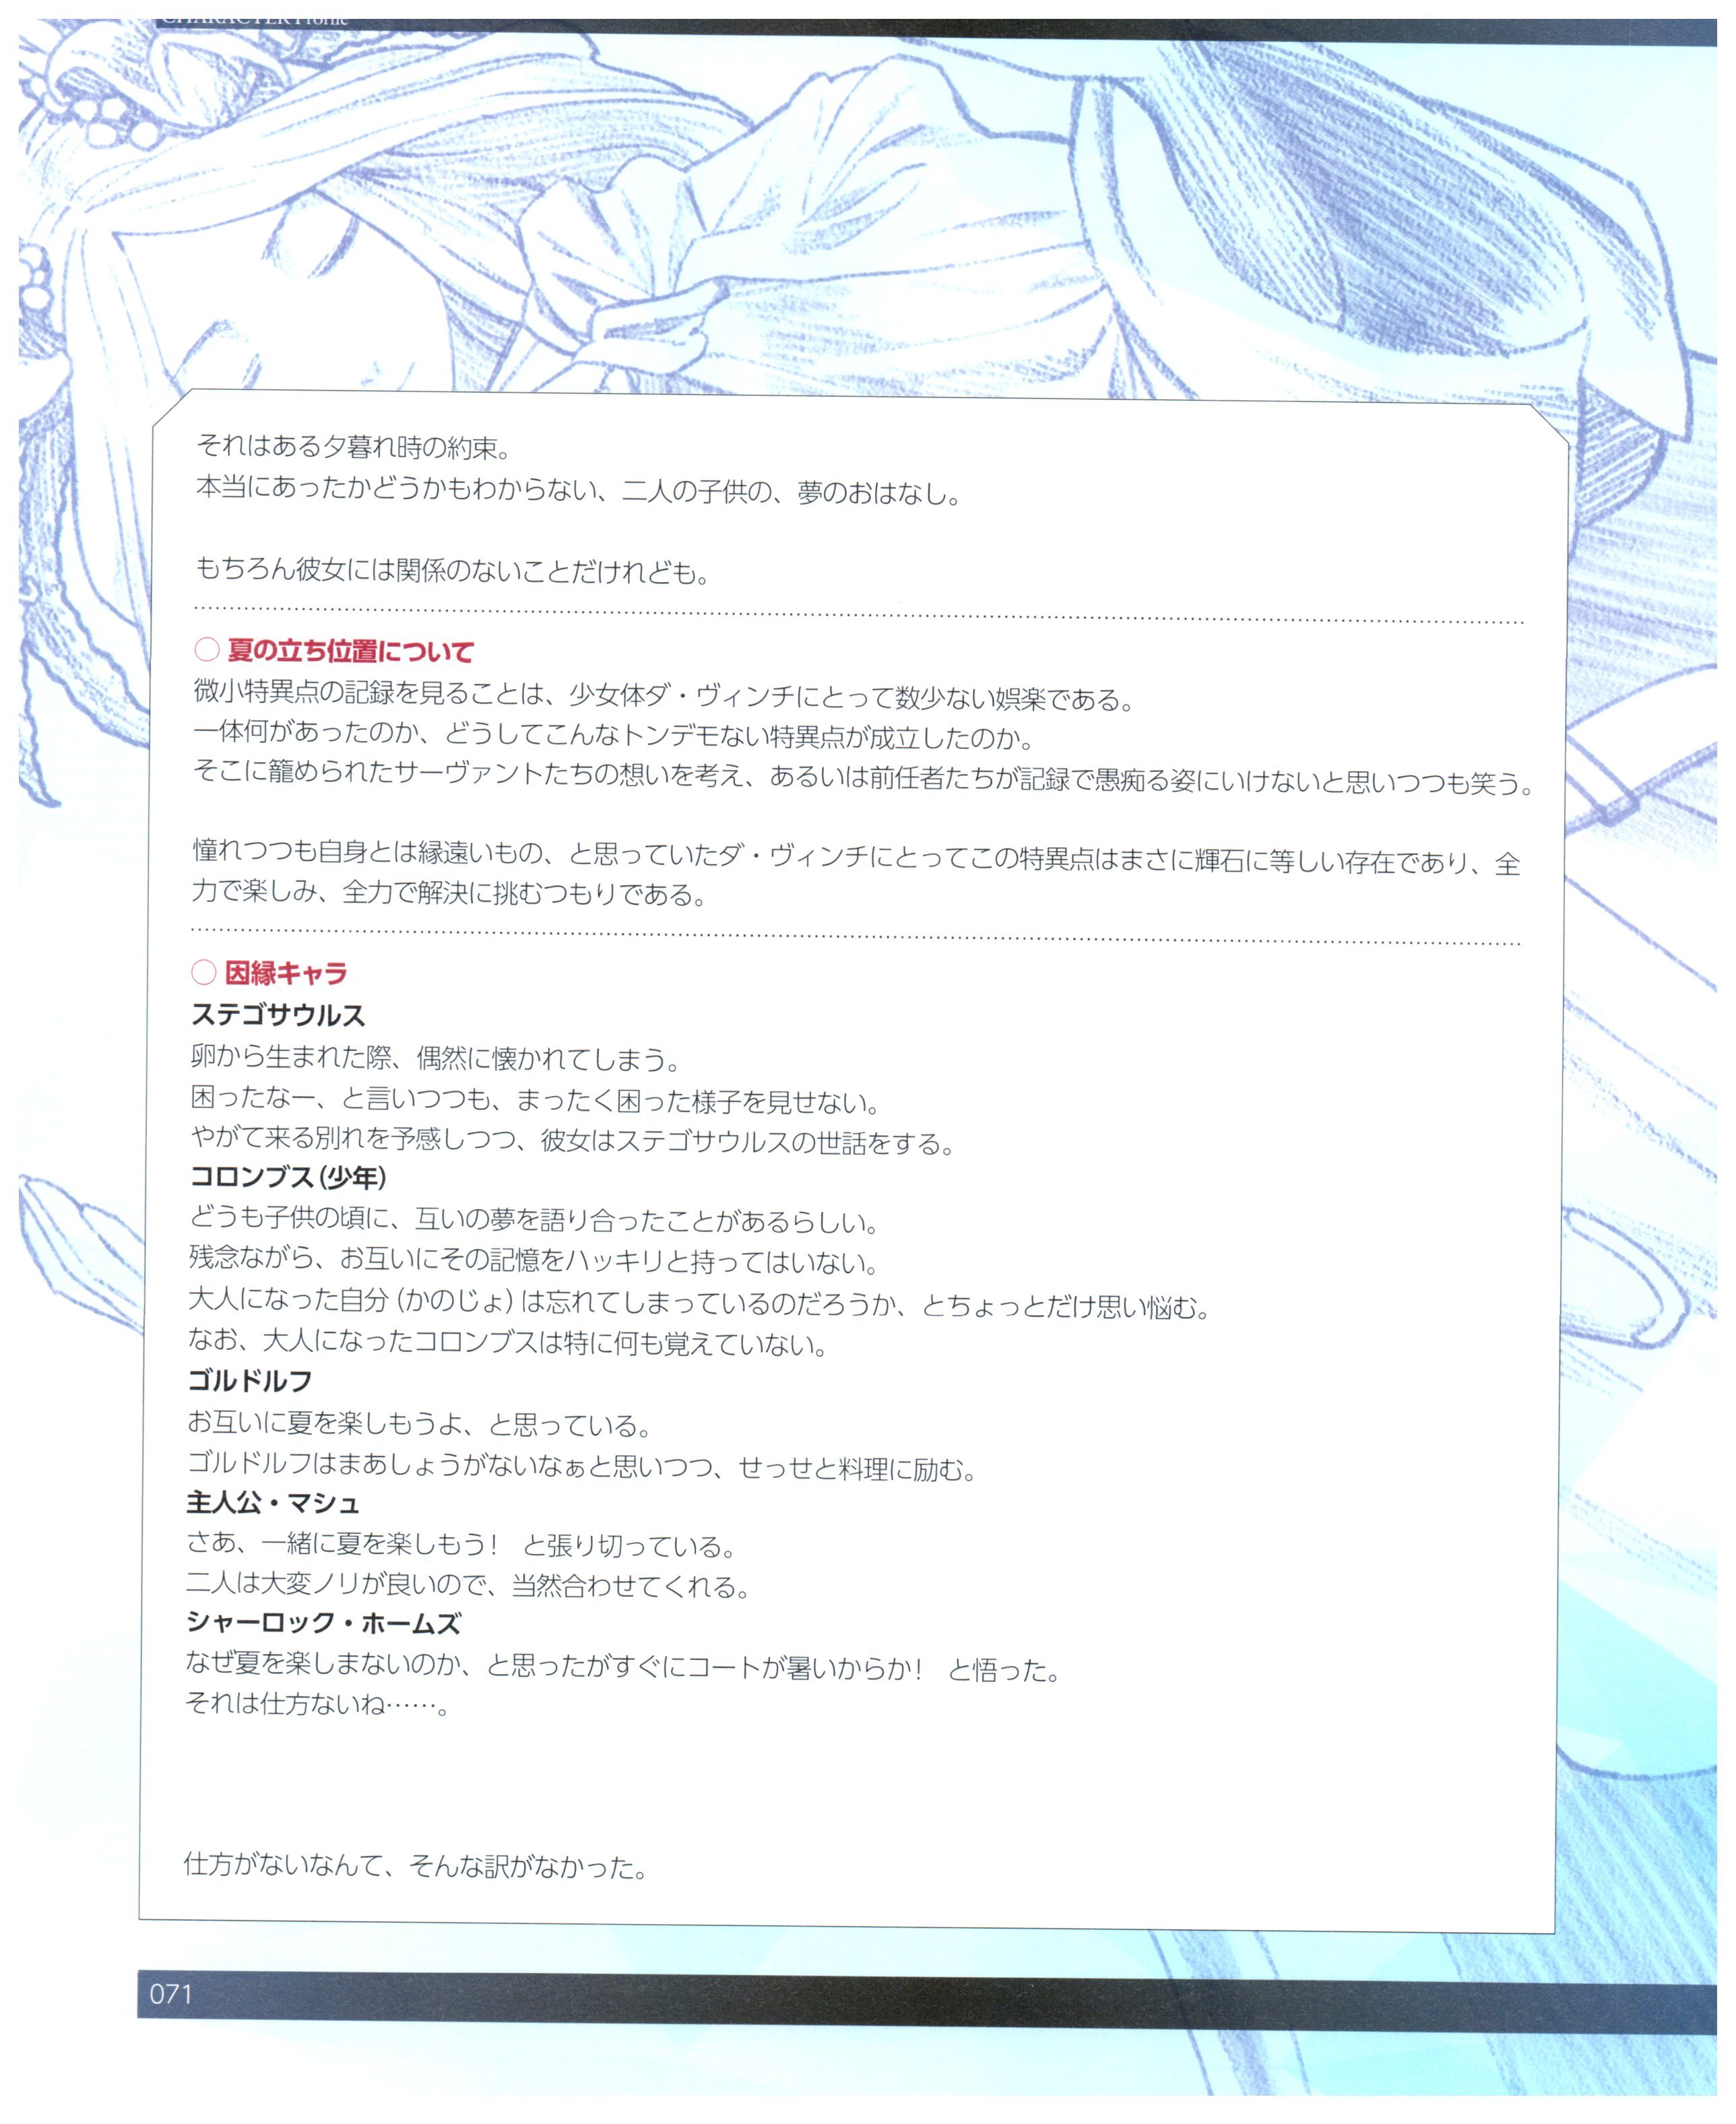 CHARACTER Profile
それはある夕暮れ時の約束。
本当にあったかどうかもわからない、二人の子供の、夢のおはなし。
もちろん彼女には関係のないことだけれども。
○ 夏の立ち位置について
微小特異点の記録を見ることは、少女体ダ・ヴィンチにとって数少ない娯楽である。
一体何があったのか、どうしてこんなトンデモない特異点が成立したのか。
そこに籠められたサーヴァントたちの想いを考え、あるいは前任者たちが記録で愚痴る姿にいけないと思いつつも笑う。
憧れつつも自身とは縁遠いもの、と思っていたダ・ヴィンチにとってこの特異点はまさに輝石に等しい存在であり、全
力で楽しみ、全力で解決に挑むつもりである。
○ 因縁キャラ
ステゴサウルス
卵から生まれた際、偶然に懐かれてしまう。
困ったなー、と言いつつも、まったく困った様子を見せない。
やがて来る別れを予感しつつ、彼女はステゴサウルスの世話をする。
コロンブス(少年)
どうも子供の頃に、互いの夢を語り合ったことがあるらしい。
残念ながら、お互いにその記憶をハッキリと持ってはいない。
大人になった自分(かのじょ)は忘れてしまっているのだろうか、とちょっとだけ思い悩む。
なお、大人になったコロンブスは特に何も覚えていない。
ゴルドルフ
お互いに夏を楽しもうよ、と思っている。
ゴルドルフはまあしょうがないなぁと思いつつ、せっせと料理に励む。
主人公・マシュ
さあ、一緒に夏を楽しもう! と張り切っている。
二人は大変ノリが良いので、当然合わせてくれる。
シャーロック・ホームズ
なぜ夏を楽しまないのか、と思ったがすぐにコートが暑いからか! と悟った。
それは仕方ないね……。
仕方がないなんて、そんな訳がなかった。
071